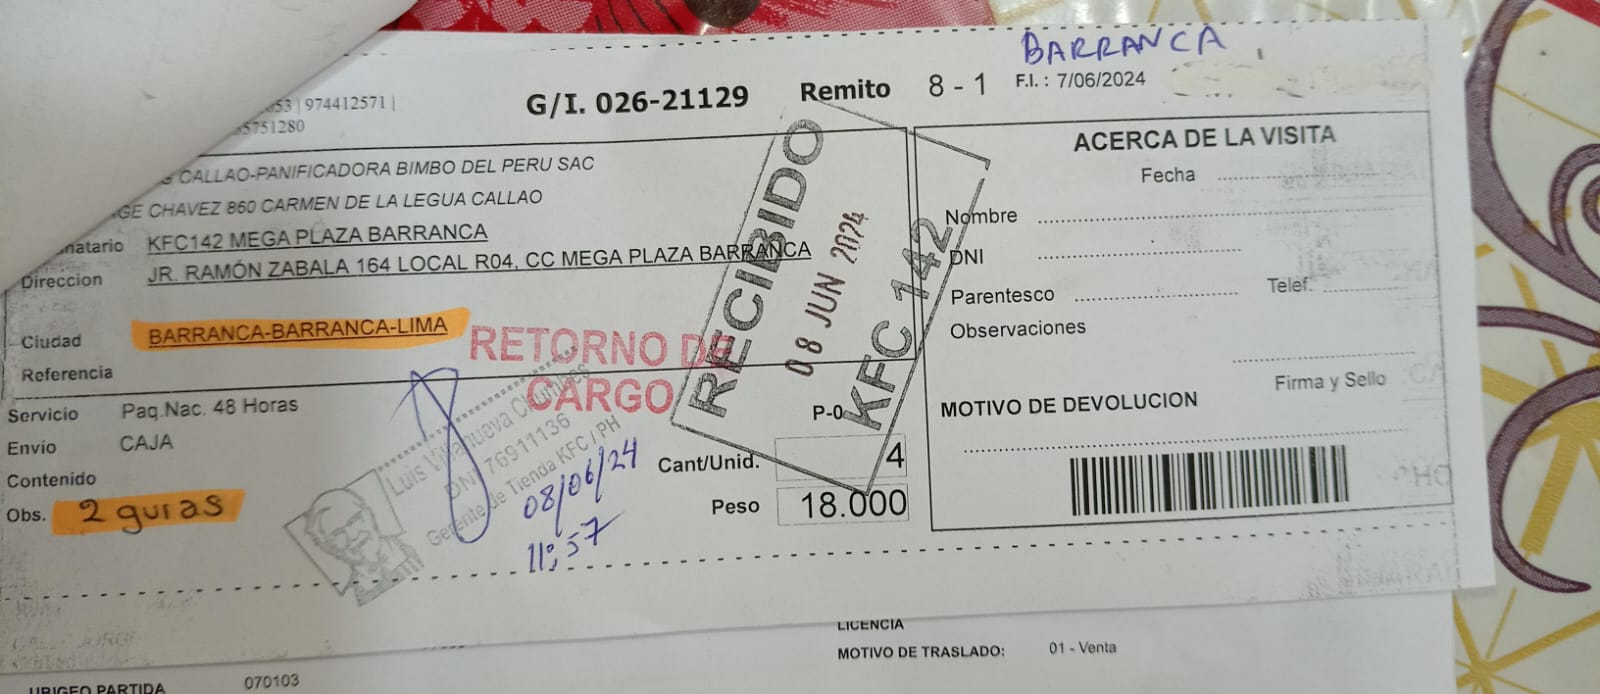 BARRANCA
53 | 974412571 |
55751280
G/I. 026-21129
Remito 8 - 1
F.I. : 7/06/2024
CALLAO-PANIFICADORA BIMBO DEL PERU SAC
GE CHAVEZ 860 CARMEN DE LA LEGUA CALLAO
natario KFC142 MEGA PLAZA BARRANCA
Direccion JR. RAMÓN ZABALA 164 LOCAL R04, CC MEGA PLAZA BARRANCA
Ciudad BARRANCA-BARRANCA-LIMA
Referencia
RETORNO DE
CARGO
RECIBIDO
08 JUN 2024
KFC 142
Servicio Paq.Nac. 48 Horas
Envío CAJA
Contenido
Obs. 2 guias
Luis Villanueva
DNI 76911136
Gerente de Tienda KFC / PH
08/06/24
11:57
P-0
Cant/Unid. 4
Peso 18.000
ACERCA DE LA VISITA
Fecha
Nombre
DNI
Parentesco Telef.
Observaciones
Firma y Sello
MOTIVO DE DEVOLUCION
LICENCIA
MOTIVO DE TRASLADO: 01 - Venta
UBIGEO PARTIDA 070103